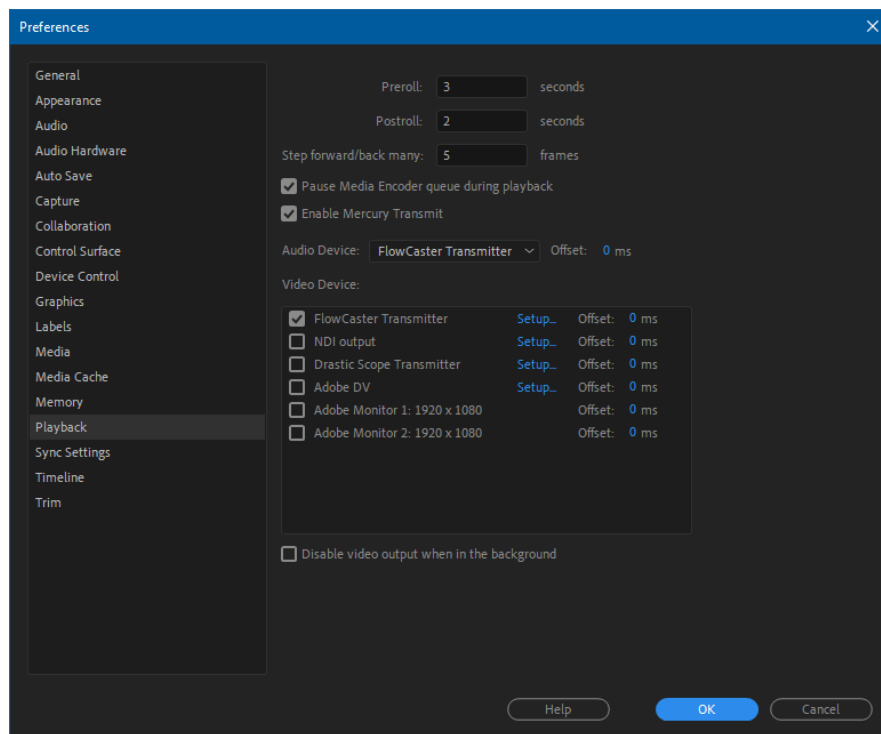 Preferences
General
Appearance
Audio
Audio Hardware
Auto Save
Capture
Collaboration
Control Surface
Device Control
Graphics
Labels
Media
Media Cache
Memory
Playback
Sync Settings
Timeline
Trim
Preroll: 3 seconds
Postroll: 2 seconds
Step forward/back many: 5 frames
Pause Media Encoder queue during playback
Enable Mercury Transmit
Audio Device: FlowCaster Transmitter Offset: 0 ms
Video Device:
FlowCaster Transmitter Setup... Offset: 0 ms
NDI output Setup... Offset: 0 ms
Drastic Scope Transmitter Setup... Offset: 0 ms
Adobe DV Setup... Offset: 0 ms
Adobe Monitor 1: 1920 x 1080 Offset: 0 ms
Adobe Monitor 2: 1920 x 1080 Offset: 0 ms
Disable video output when in the background
Help OK Cancel